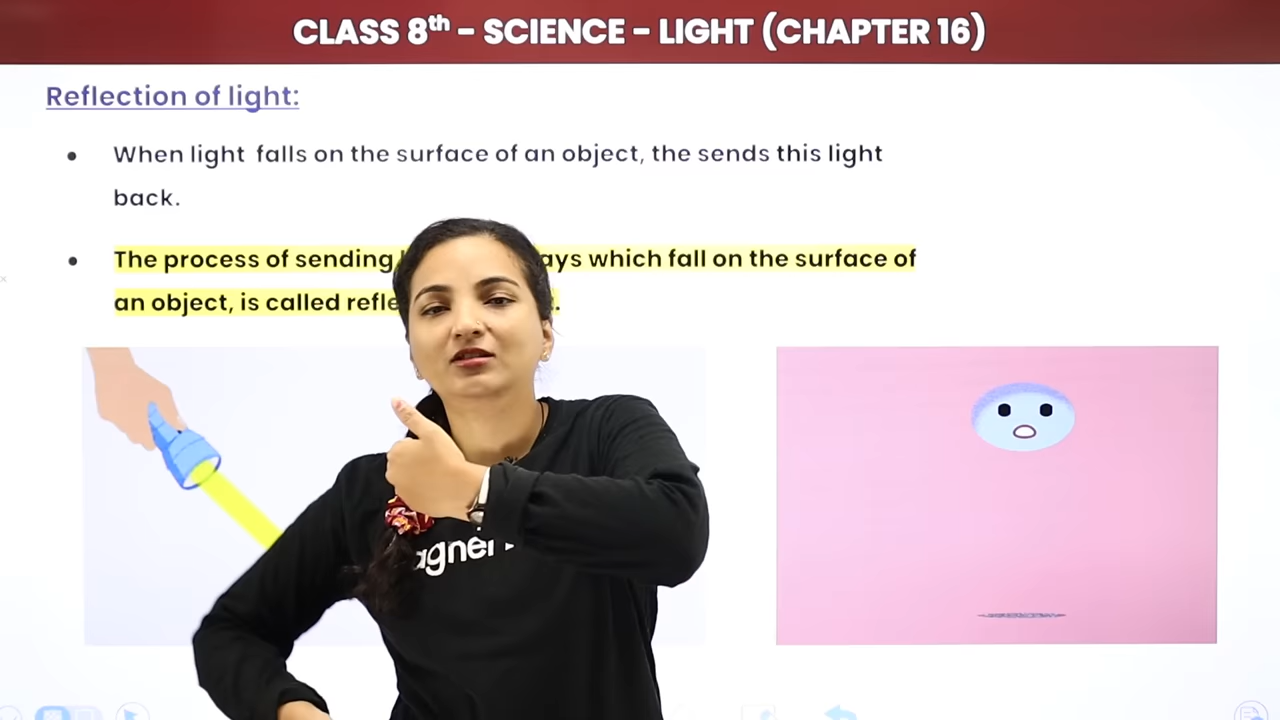 CLASS 8th – SCIENCE – LIGHT (CHAPTER 16)
Reflection of light:
• When light falls on the surface of an object, the sends this light
back.
• The process of sending ays which fall on the surface of
an object, is called refle .
agne